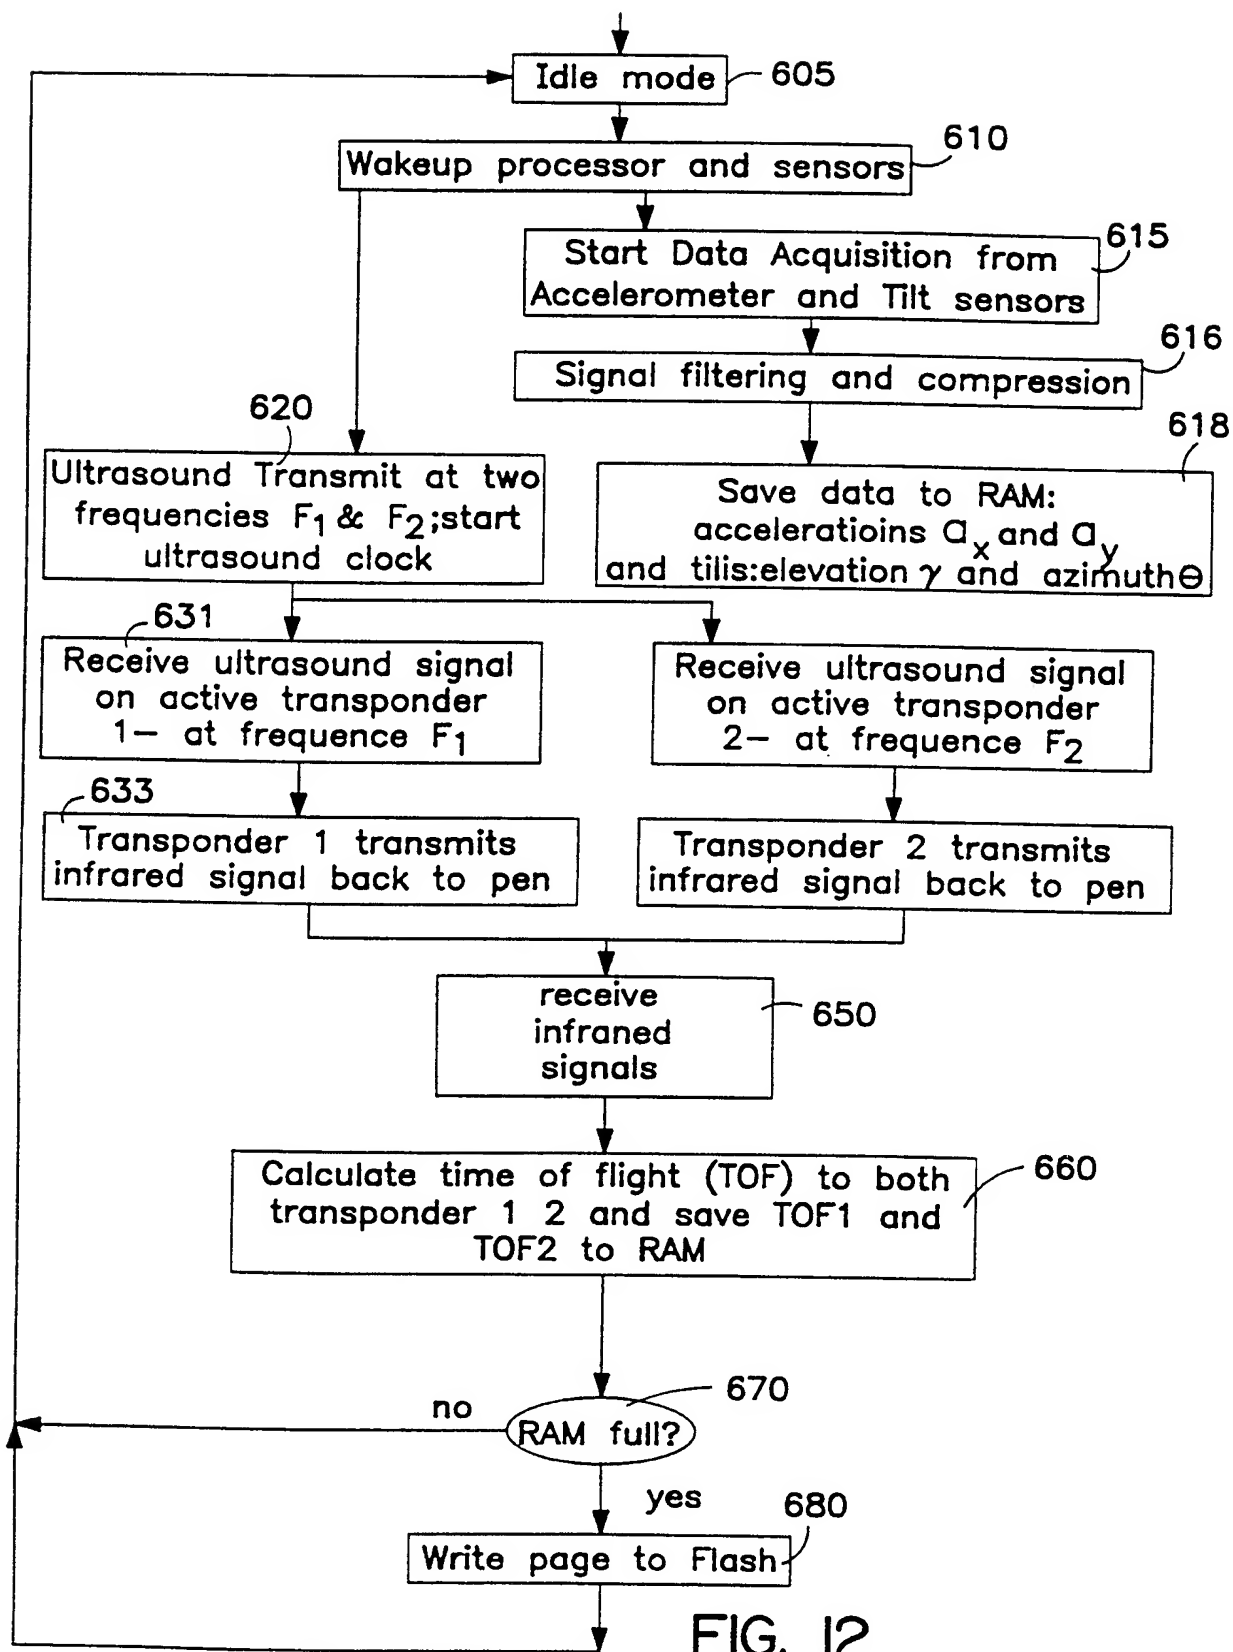 Idle mode
605
Wakeup processor and sensors
610
Start Data Acquisition from
Accelerometer and Tilt sensors
615
Signal filtering and compression
616
620
Ultrasound Transmit at two
frequencies F₁ & F₂;start
ultrasound clock
618
Save data to RAM:
acceleratioins ax and ay
and tilis:elevation γ and azimuth Θ
631
Receive ultrasound signal
on active transponder
1– at frequence F₁
Receive ultrasound signal
on active transponder
2– at frequence F₂
633
Transponder 1 transmits
infrared signal back to pen
Transponder 2 transmits
infrared signal back to pen
receive
infraned
signals
650
Calculate time of flight (TOF) to both
transponder 1 2 and save TOF1 and
TOF2 to RAM
660
670
no
RAM full?
yes
680
Write page to Flash
FIG. 12